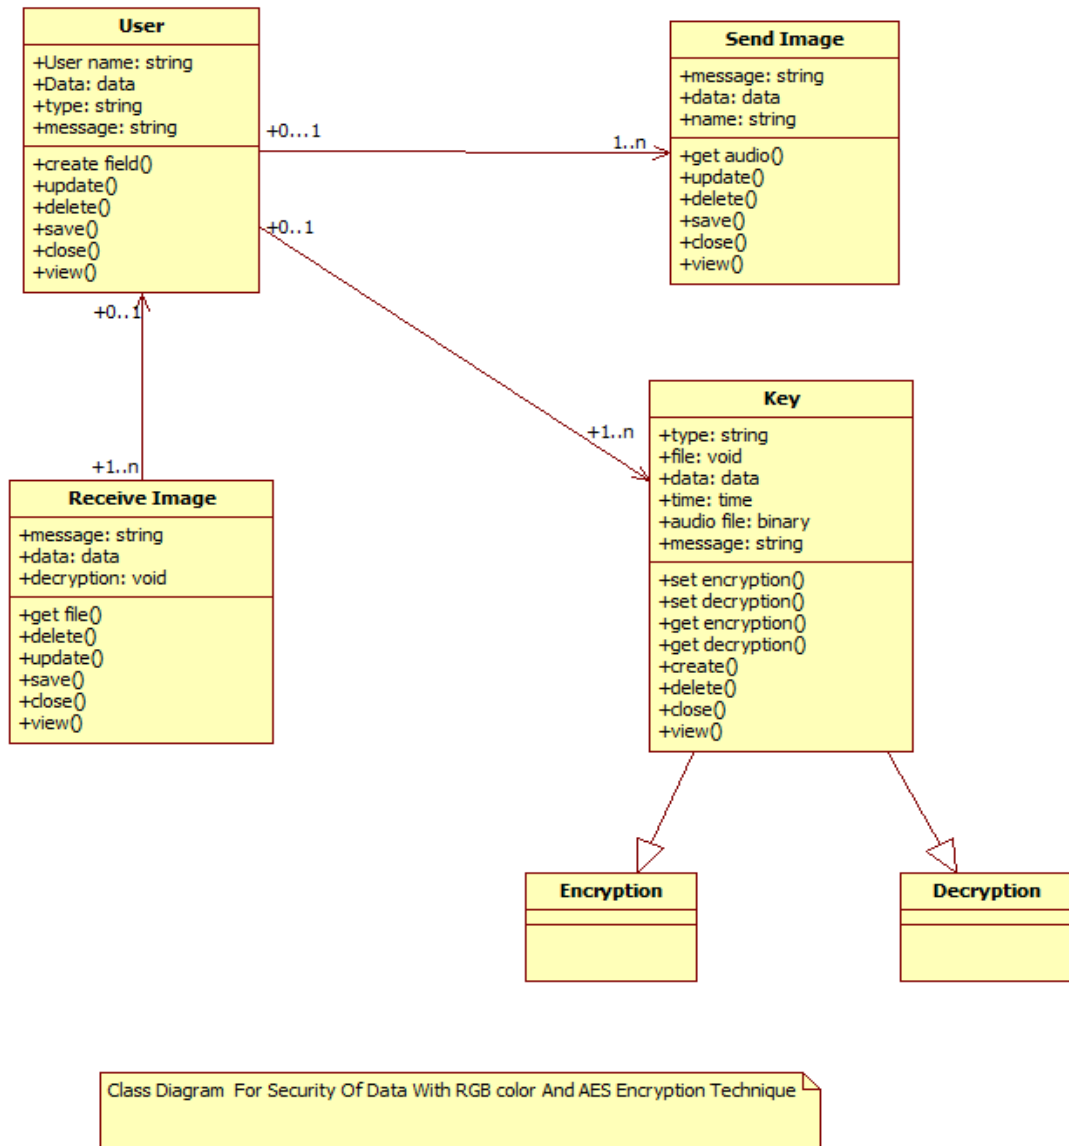 User
+User name: string
+Data: data
+type: string
+message: string
+create field()
+update()
+delete()
+save()
+close()
+view()
+0...1
1..n
Send Image
+message: string
+data: data
+name: string
+get audio()
+update()
+delete()
+save()
+close()
+view()
+0..1
+1..n
+0..1
+1..n
Receive Image
+message: string
+data: data
+decryption: void
+get file()
+delete()
+update()
+save()
+close()
+view()
Key
+type: string
+file: void
+data: data
+time: time
+audio file: binary
+message: string
+set encryption()
+set decryption()
+get encryption()
+get decryption()
+create()
+delete()
+close()
+view()
Encryption
Decryption
Class Diagram For Security Of Data With RGB color And AES Encryption Technique